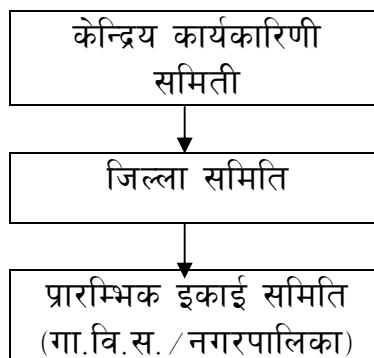 केन्द्रिय कार्यकारिणी
समिती
जिल्ला समिति
प्रारम्भिक इकाई समिति
(गा.वि.स./नगरपालिका)